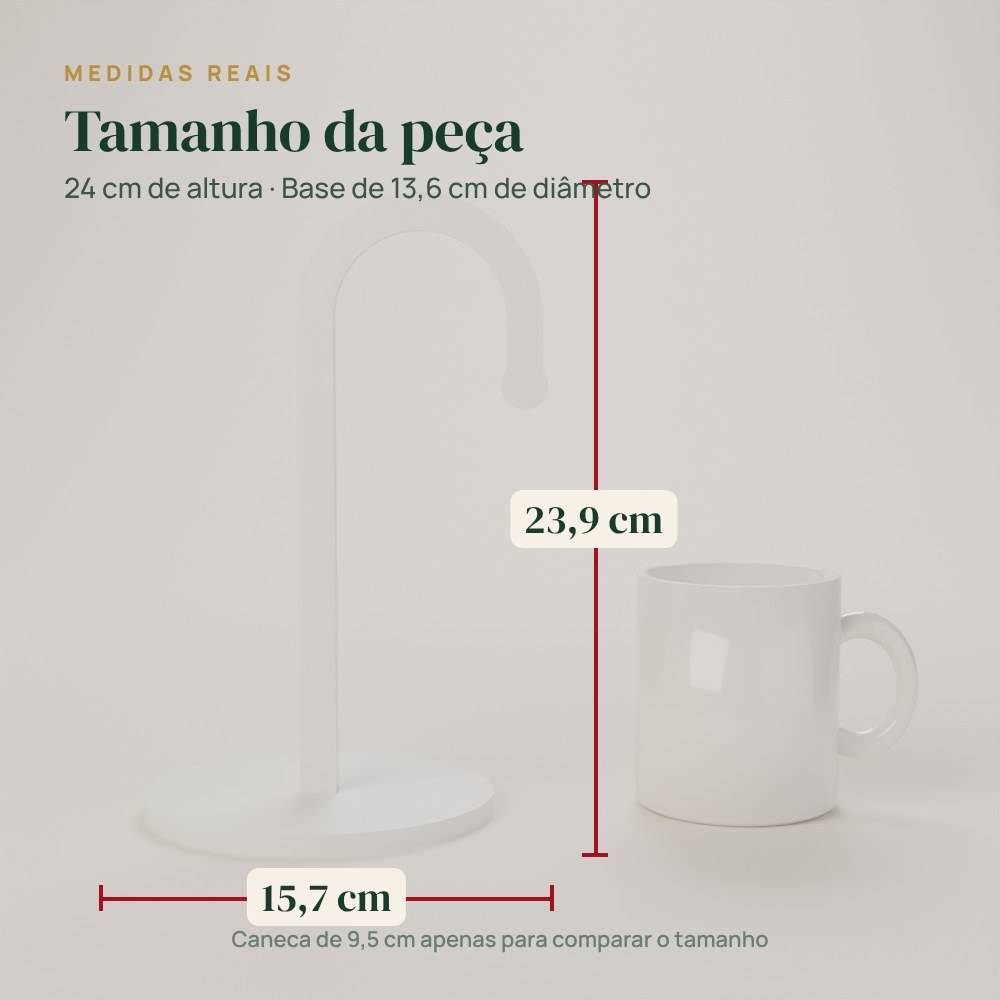 MEDIDAS REAIS
Tamanho da peça
24 cm de altura · Base de 13,6 cm de diâmetro
23,9 cm
15,7 cm
Caneca de 9,5 cm apenas para comparar o tamanho